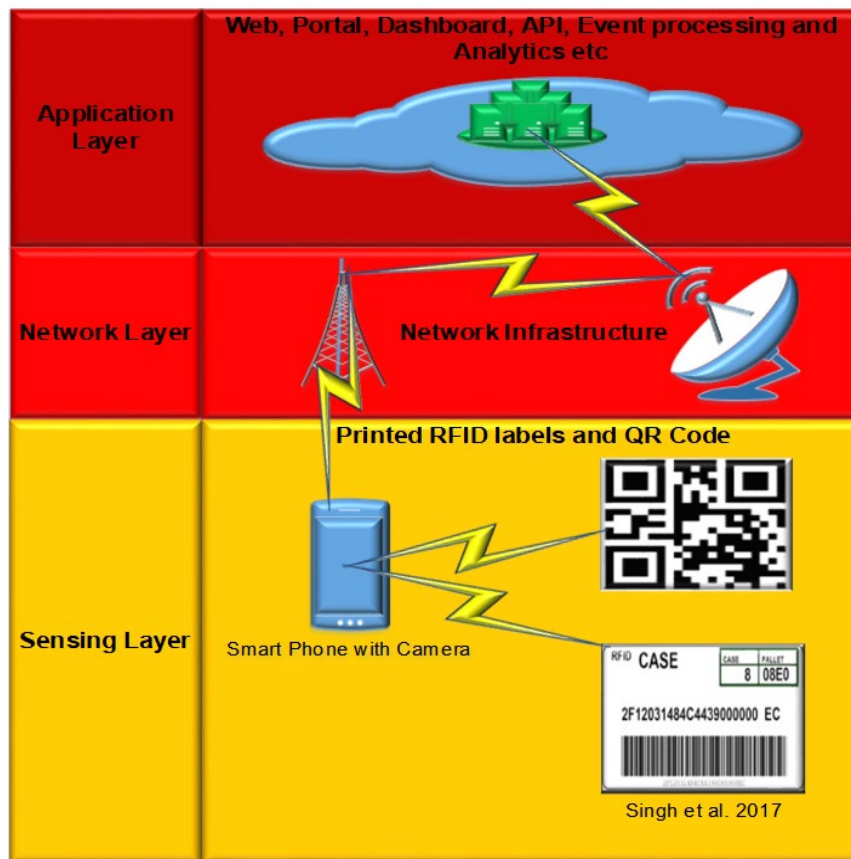 Web, Portal, Dashboard, API, Event processing and
Analytics etc
Application
Layer
Network Layer
Network Infrastructure
Printed RFID labels and QR Code
Sensing Layer
Smart Phone with Camera
RFID CASE
CASE PALLET
8 08E0
2F12031484C4439000000 EC
Singh et al. 2017